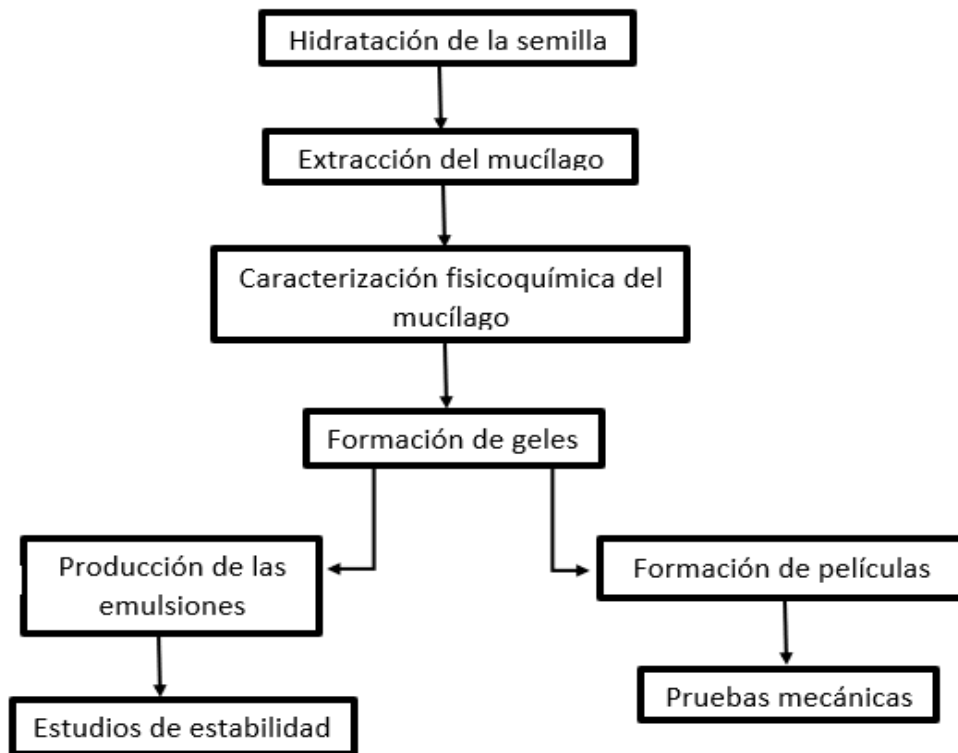 Hidratación de la semilla
Extracción del mucílago
Caracterización fisicoquímica del
mucílago
Formación de geles
Producción de las
emulsiones
Formación de películas
Estudios de estabilidad
Pruebas mecánicas